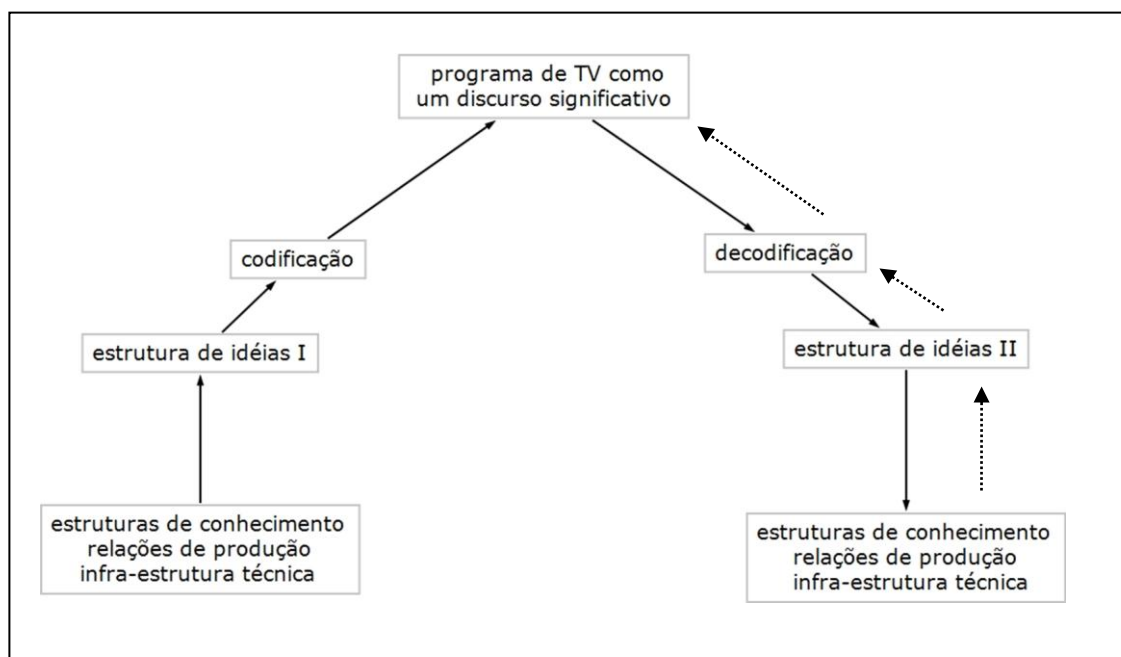 programa de TV como
um discurso significativo
codificação
decodificação
estrutura de idéias I
estrutura de idéias II
estruturas de conhecimento
relações de produção
infra-estrutura técnica
estruturas de conhecimento
relações de produção
infra-estrutura técnica